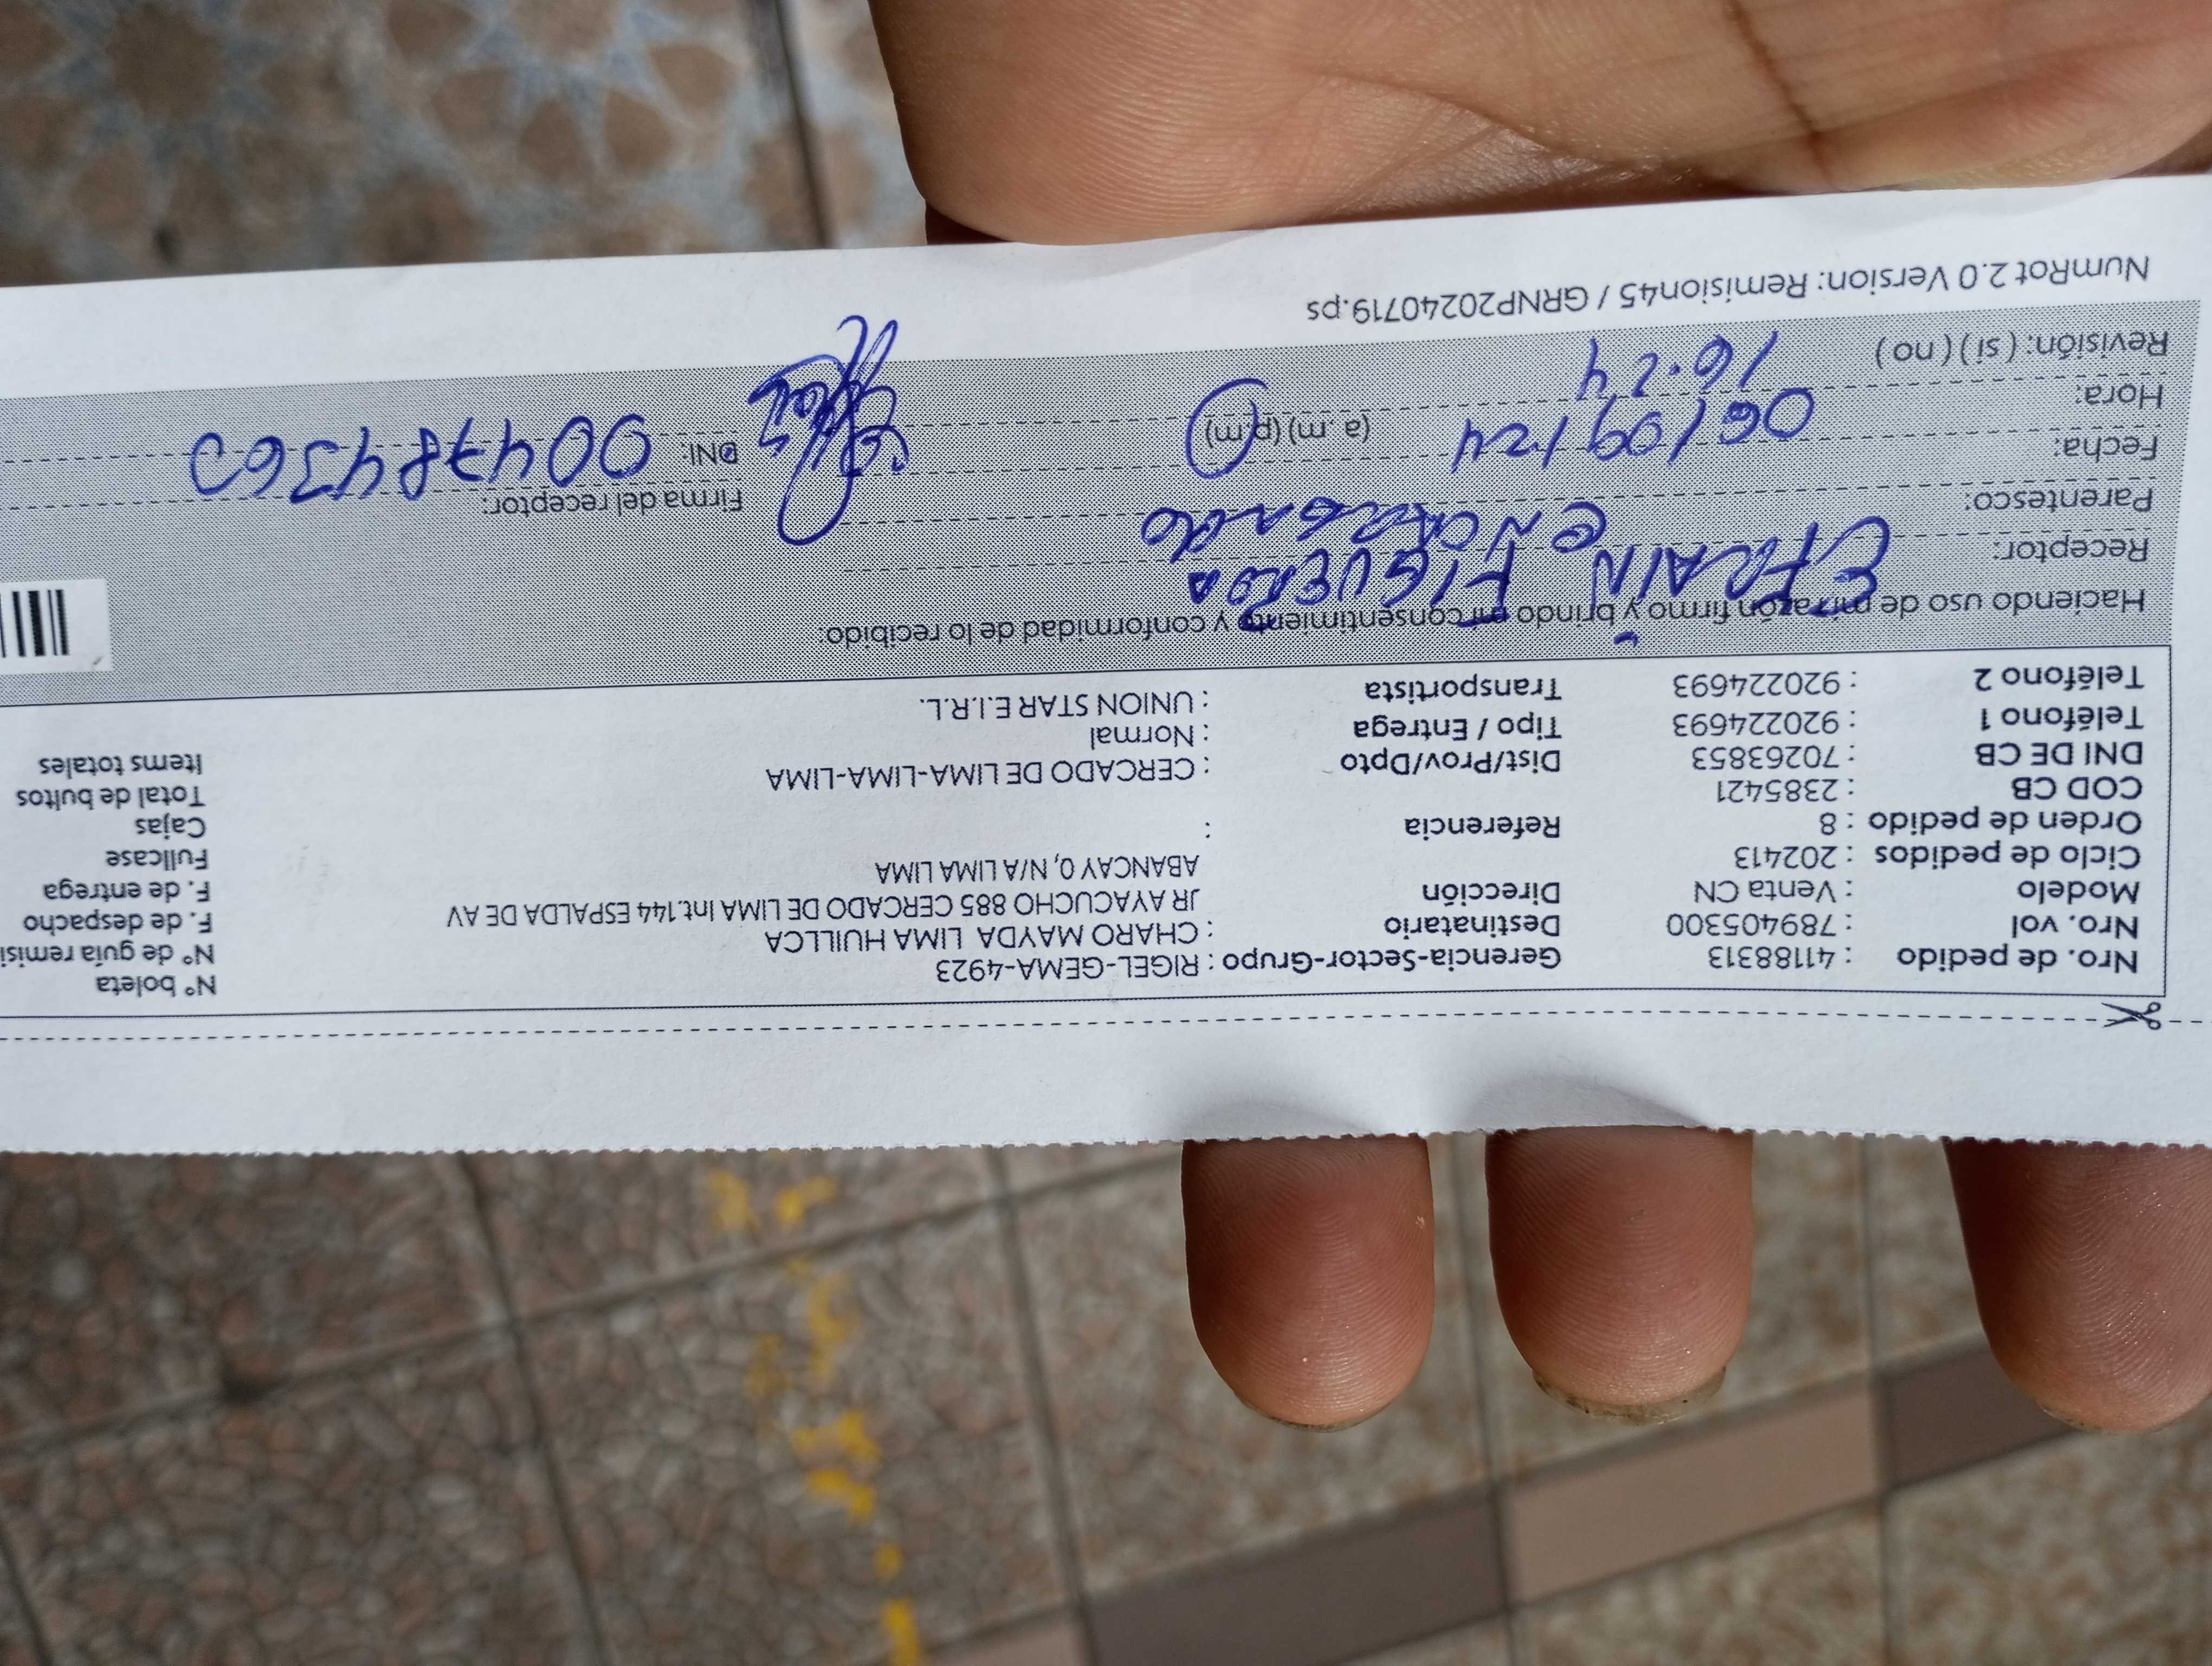 Nro. de pedido : 41188313 Gerencia-Sector-Grupo : RIGEL-GEMA-4923 N° boleta
Nro. vol : 789405300 Destinatario : CHARO MAYDA LIMA HUILLCA N° de guía remisi
Modelo : Venta CN Dirección JR AYACUCHO 885 CERCADO DE LIMA Int.144 ESPALDA DE AV F. de despacho
Ciclo de pedidos : 202413 ABANCAY 0, N/A LIMA LIMA F. de entrega
Orden de pedido : 8 Referencia : Fullcase
COD CB : 2385421 Cajas
DNI DE CB : 70263853 Dist/Prov/Dpto : CERCADO DE LIMA-LIMA-LIMA Total de bultos
Teléfono 1 : 920224693 Tipo / Entrega : Normal Items totales
Teléfono 2 : 920224693 Transportista : UNION STAR E.I.R.L.
Haciendo uso de mi razón firmo y brindo mi consentimiento y conformidad de lo recibido:
Receptor: EFRAIN FIGUEROA
Parentesco: ENCARGADO Firma del receptor:
Fecha: 06/09/24 DNI: 004784360
Hora: 16:24 (a. m) (p.m)
Revisión: ( si ) ( no )
NumRot 2.0 Version: Remision45 / GRNP20240719.ps